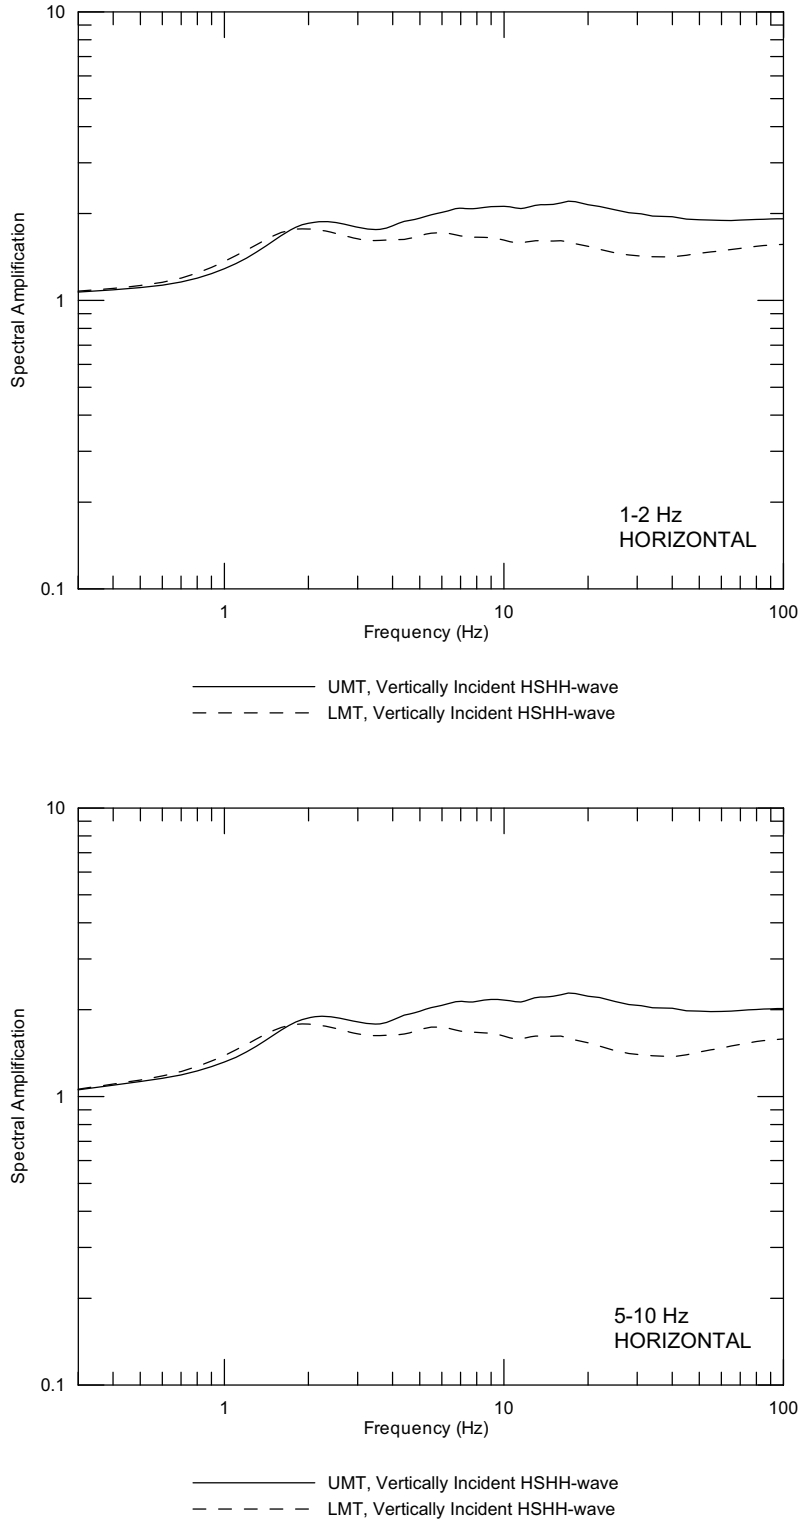 10
1
0.1
Spectral Amplification
1-2 Hz
HORIZONTAL
1
10
100
Frequency (Hz)
UMT, Vertically Incident HSHH-wave
LMT, Vertically Incident HSHH-wave
10
1
0.1
Spectral Amplification
5-10 Hz
HORIZONTAL
1
10
100
Frequency (Hz)
UMT, Vertically Incident HSHH-wave
LMT, Vertically Incident HSHH-wave